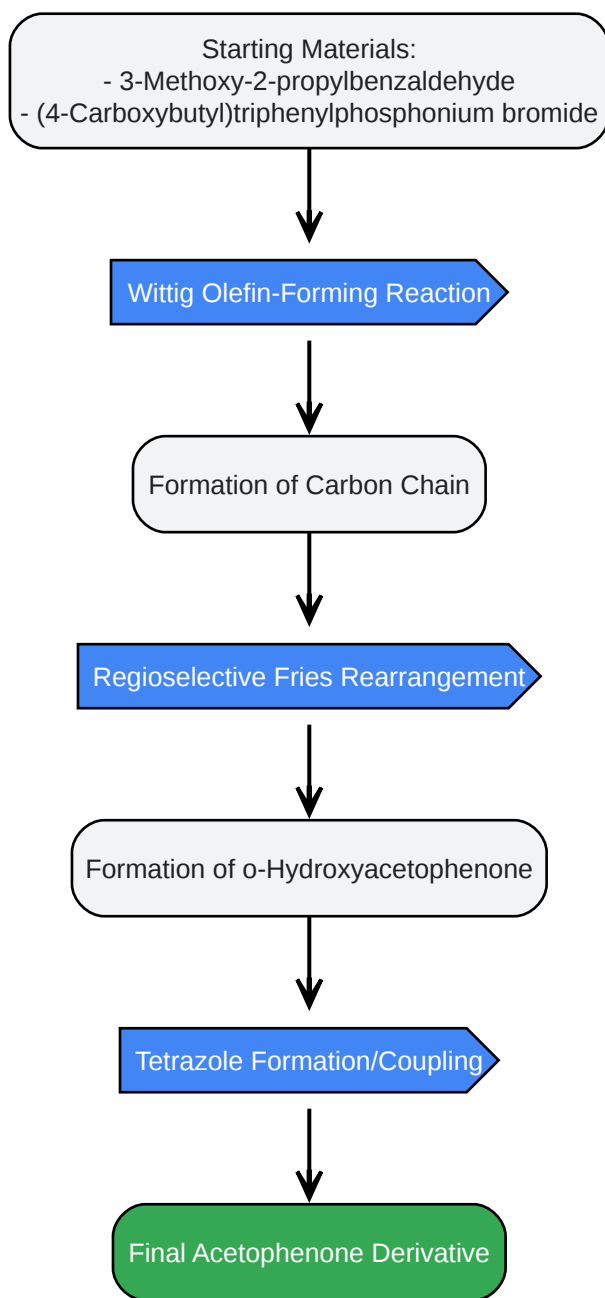 Starting Materials:
- 3-Methoxy-2-propylbenzaldehyde
- (4-Carboxybutyl)triphenylphosphonium bromide
Wittig Olefin-Forming Reaction
Formation of Carbon Chain
Regioselective Fries Rearrangement
Formation of o-Hydroxyacetophenone
Tetrazole Formation/Coupling
Final Acetophenone Derivative